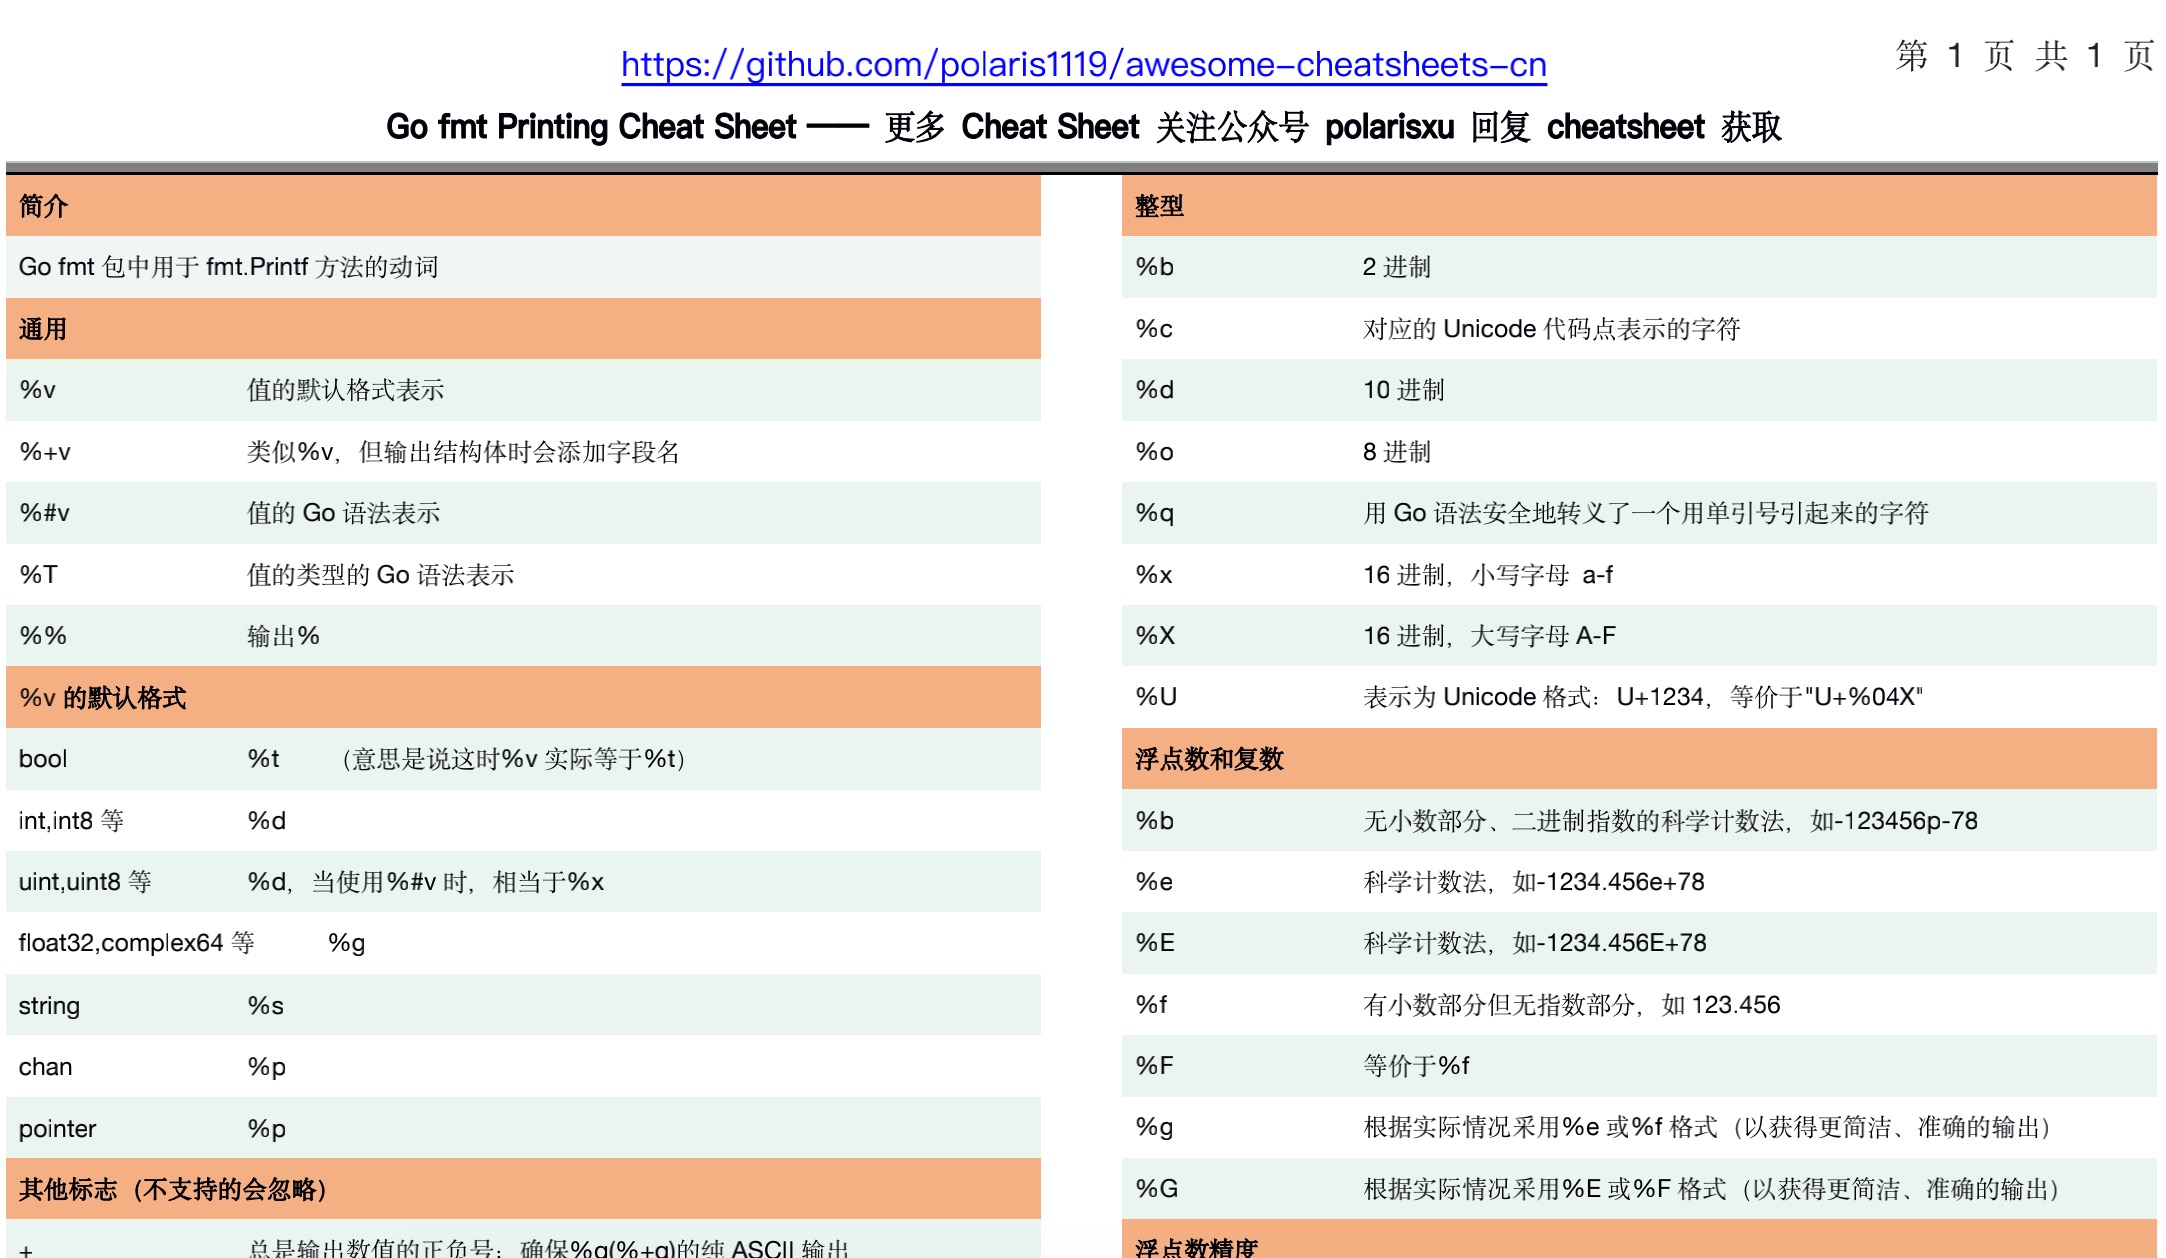 https://github.com/polaris1119/awesome-cheatsheets-cn
第 1 页 共 1 页
Go fmt Printing Cheat Sheet —— 更多 Cheat Sheet 关注公众号 polarisxu 回复 cheatsheet 获取
简介
Go fmt 包中用于 fmt.Printf 方法的动词
通用
%v 值的默认格式表示
%+v 类似%v，但输出结构体时会添加字段名
%#v 值的 Go 语法表示
%T 值的类型的 Go 语法表示
%% 输出%
%v 的默认格式
bool %t （意思是说这时%v 实际等于%t）
int,int8 等 %d
uint,uint8 等 %d，当使用%#v 时，相当于%x
float32,complex64 等 %g
string %s
chan %p
pointer %p
其他标志（不支持的会忽略）
+ 总是输出数值的正负号；确保%q(%+q)的纯 ASCII 输出
整型
%b 2 进制
%c 对应的 Unicode 代码点表示的字符
%d 10 进制
%o 8 进制
%q 用 Go 语法安全地转义了一个用单引号引起来的字符
%x 16 进制，小写字母 a-f
%X 16 进制，大写字母 A-F
%U 表示为 Unicode 格式：U+1234，等价于"U+%04X"
浮点数和复数
%b 无小数部分、二进制指数的科学计数法，如-123456p-78
%e 科学计数法，如-1234.456e+78
%E 科学计数法，如-1234.456E+78
%f 有小数部分但无指数部分，如 123.456
%F 等价于%f
%g 根据实际情况采用%e 或%f 格式（以获得更简洁、准确的输出）
%G 根据实际情况采用%E 或%F 格式（以获得更简洁、准确的输出）
浮点数精度